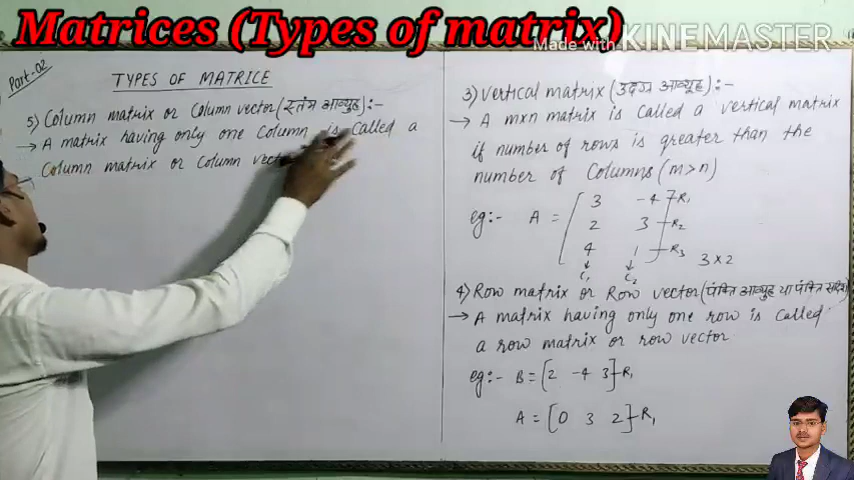 Matrices (Types of matrix)
Made with KINEMASTER
Part-02
TYPES OF MATRICE
5) Column matrix or Column vector (स्तंभ आव्यूह):-
→ A matrix having only one Column is called a
Column matrix or Column vector
3) Vertical matrix (उदग्र आव्यूह):-
→ A mxn matrix is called a vertical matrix
if number of rows is greater than the
number of Columns (m>n)
eg:- A = [ 3 -4 ] R₁
2 3 R₂
4 1 R₃
C₁ C₂ 3×2
4) Row matrix or Row vector (पंक्ति आव्यूह या पंक्ति सदिश)
→ A matrix having only one row is called
a row matrix or row vector
eg:- B = [2 -4 3] R₁
A = [0 3 2] R₁